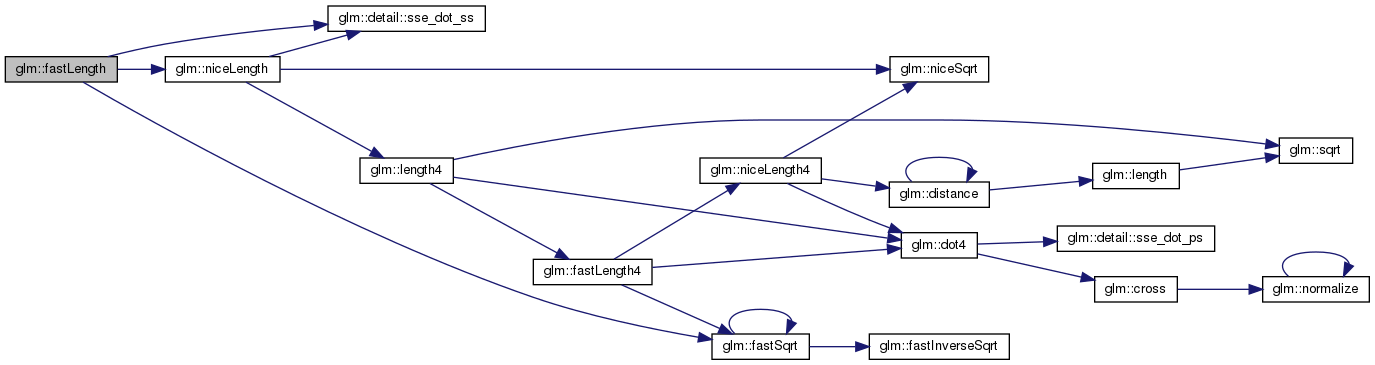 glm::detail::sse_dot_ss
glm::fastLength
glm::niceLength
glm::niceSqrt
glm::sqrt
glm::length4
glm::niceLength4
glm::length
glm::distance
glm::dot4
glm::detail::sse_dot_ps
glm::fastLength4
glm::cross
glm::normalize
glm::fastSqrt
glm::fastInverseSqrt